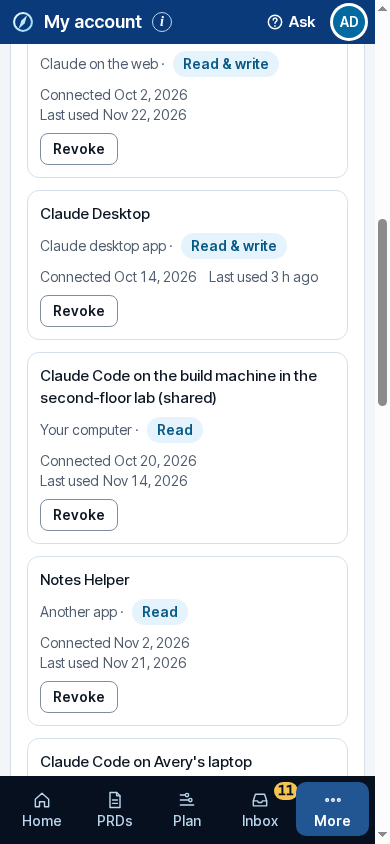 My account
Ask
AD
Claude on the web · Read & write
Connected Oct 2, 2026
Last used Nov 22, 2026
Revoke
Claude Desktop
Claude desktop app · Read & write
Connected Oct 14, 2026 Last used 3 h ago
Revoke
Claude Code on the build machine in the
second-floor lab (shared)
Your computer · Read
Connected Oct 20, 2026
Last used Nov 14, 2026
Revoke
Notes Helper
Another app · Read
Connected Nov 2, 2026
Last used Nov 21, 2026
Revoke
Claude Code on Avery's laptop
11
Home PRDs Plan Inbox More